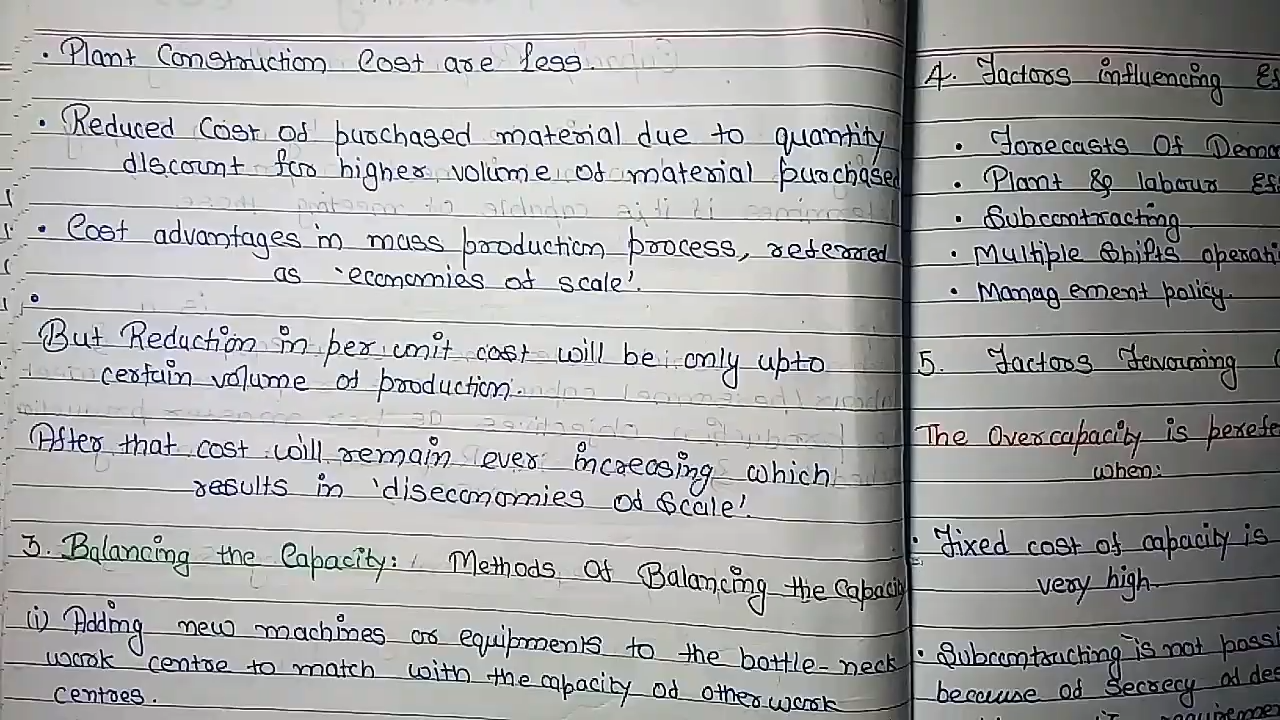 • Plant Construction Cost are less.
• Reduced Cost of purchased material due to quantity
discount for higher volume of material purchased
• Cost advantages in mass production process, referred
as 'economies of scale'.
But Reduction in per unit cost will be only upto
certain volume of production.
After that cost will remain ever increasing which
results in 'diseconomies of scale'.
3. Balancing the Capacity: Methods of Balancing the Capacity
(i) Adding new machines or equipments to the bottle-neck
work centre to match with the capacity of other work
centres.
4. Factors influencing
• Forecasts Of
• Plant & labour
• Subcontracting
• Multiple Shifts
• Management policy.
5. Factors Favouring
The Overcapacity is
when:
• Fixed cost of capacity is
very high
• Subcontracting is not
because of Secrecy of